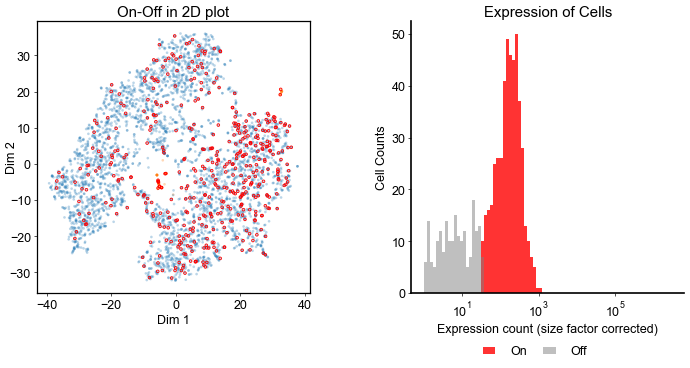 On-Off in 2D plot
Dim 2
30
20
10
0
−10
−20
−30
−40
−20
0
20
40
Dim 1
Expression of Cells
Cell Counts
50
40
30
20
10
0
10^1
10^3
10^5
Expression count (size factor corrected)
On
Off